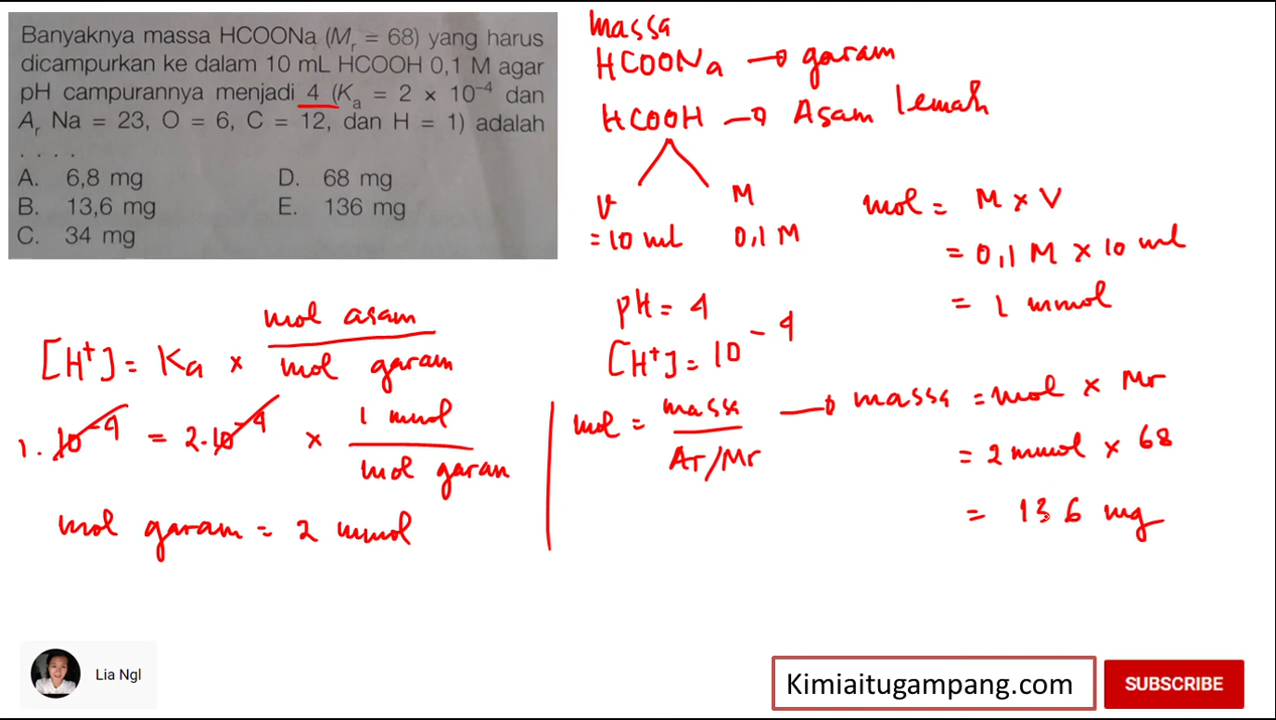 Banyaknya massa HCOONa (Mr = 68) yang harus
dicampurkan ke dalam 10 mL HCOOH 0,1 M agar
pH campurannya menjadi 4 (Ka = 2 × 10⁻⁴ dan
Ar Na = 23, O = 6, C = 12, dan H = 1) adalah
. . . .
A. 6,8 mg D. 68 mg
B. 13,6 mg E. 136 mg
C. 34 mg
massa
HCOONa → garam
HCOOH → Asam lemah
V M
= 10 ml 0,1 M
mol = M × V
= 0,1 M × 10 ml
= 1 mmol
pH = 4
[H⁺] = 10⁻⁴
[H⁺] = Ka × mol asam / mol garam
1. 10⁻⁴ = 2.10⁻⁴ × 1 mmol / mol garam
mol garam = 2 mmol
mol = massa / Ar/Mr → massa = mol × Mr
= 2 mmol × 68
= 136 mg
Lia Ngl
Kimiaitugampang.com
SUBSCRIBE